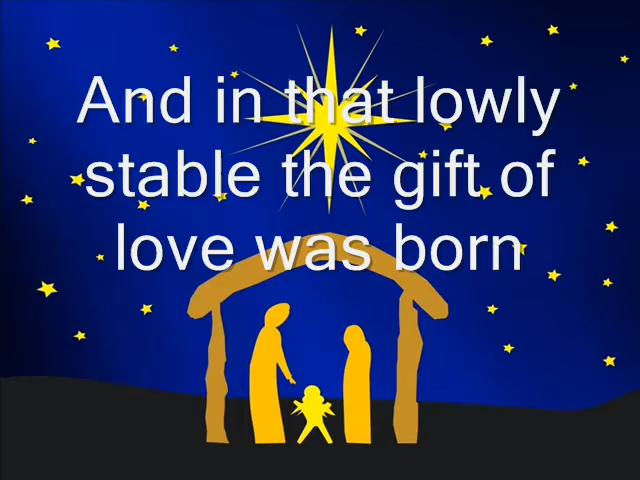 And in that lowly
stable the gift of
love was born